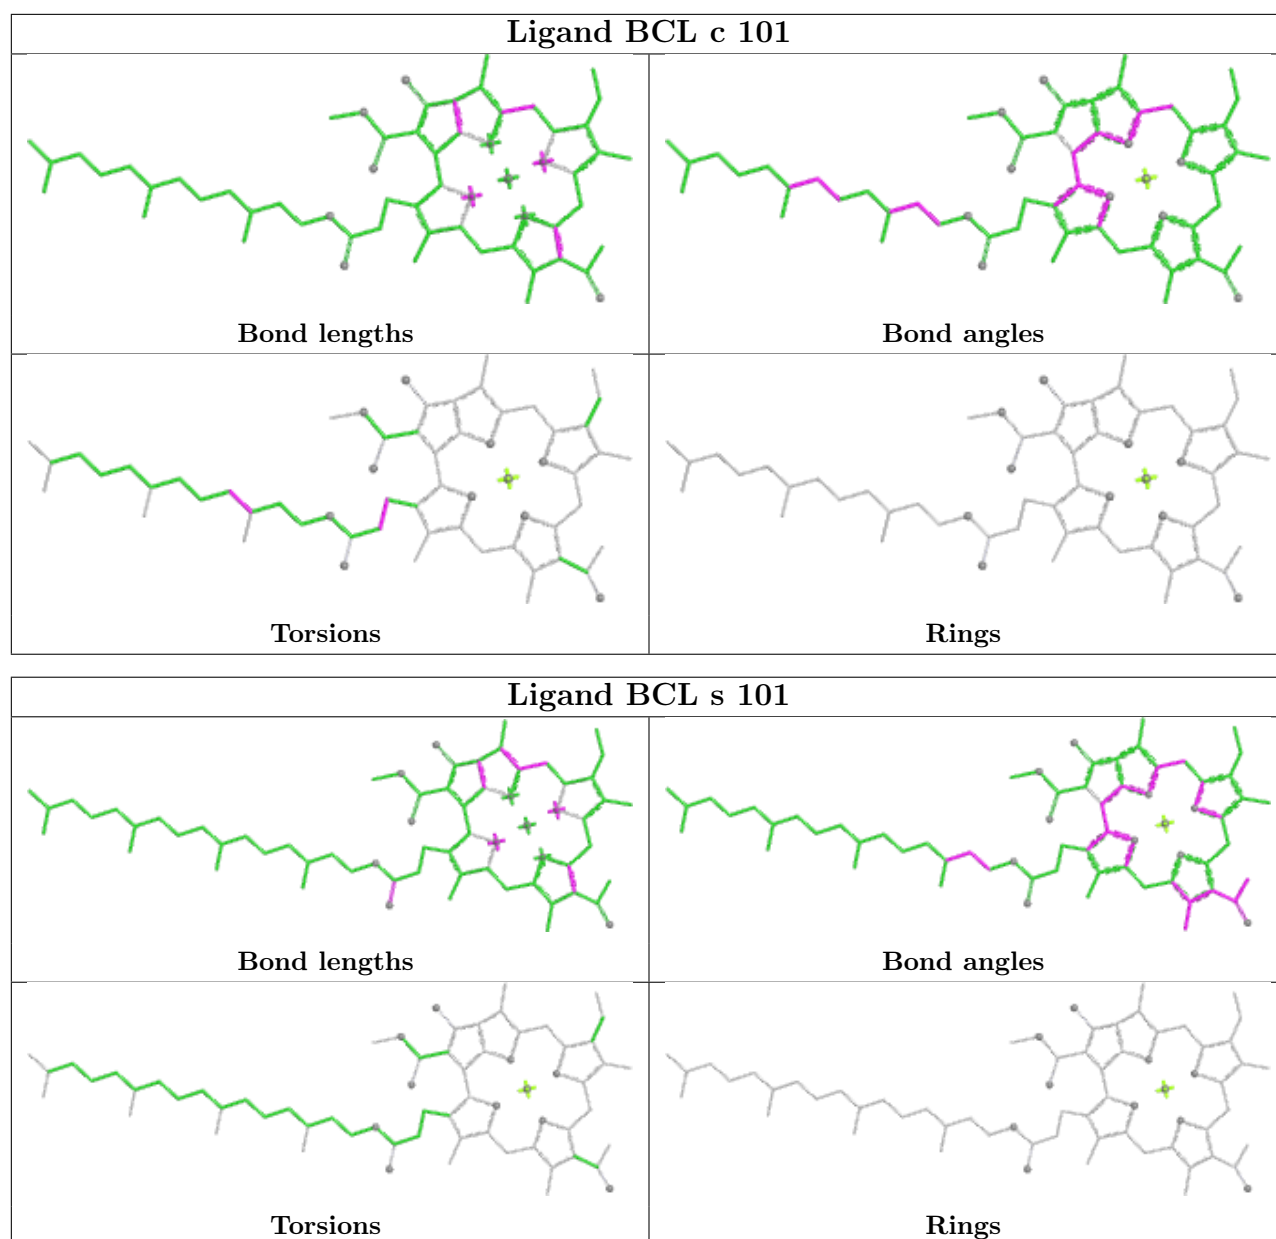 Ligand BCL c 101
Bond lengths
Bond angles
Torsions
Rings
Ligand BCL s 101
Bond lengths
Bond angles
Torsions
Rings